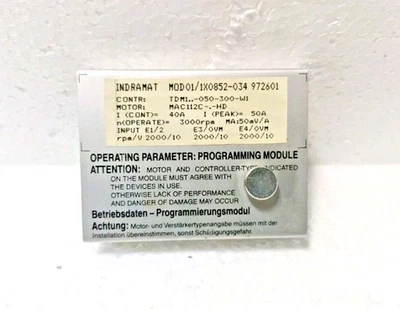 INDRAMAT MOD01/1X0852-034 972601
CONTR: TDM1..-050-300-W1
MOTOR: MAC112C-.-HD
I (CONT)= 40A I (PEAK)= 50A
n(OPERATE)= 3000rpm MA:50mV/A
INPUT E1/2 E3/0VM E4/0VM
rpm/V 2000/10 2000/10 2000/10
OPERATING PARAMETER: PROGRAMMING MODULE
ATTENTION: MOTOR AND CONTROLLER-TYPE INDICATED
ON THE MODULE MUST AGREE WITH
THE DEVICES IN USE.
OTHERWISE LACK OF PERFORMANCE
AND DANGER OF DAMAGE MAY OCCUR
Betriebsdaten – Programmierungsmodul
Achtung: Motor- und Verstärkertypenangabe müssen mit der
Installation übereinstimmen, sonst Schädigungsgefahr.